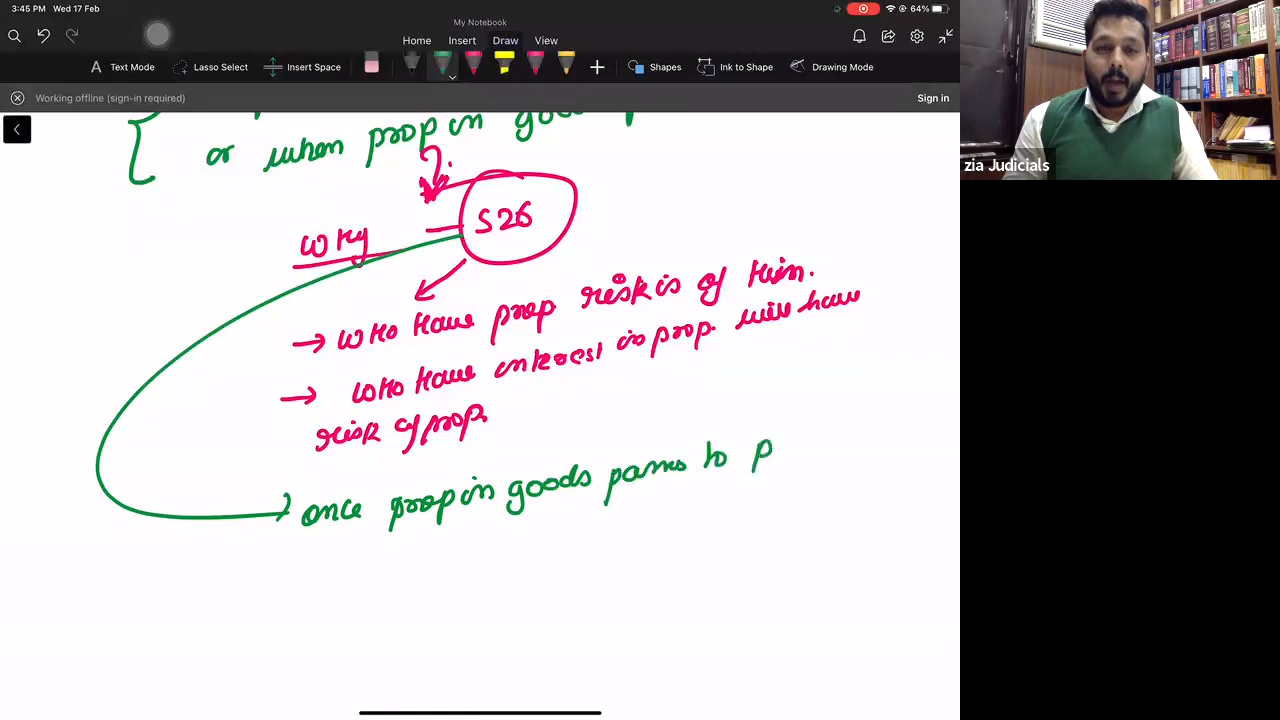 3:45 PM Wed 17 Feb
64%
My Notebook
Home Insert Draw View
Text Mode Lasso Select Insert Space Shapes Ink to Shape Drawing Mode
Working offline (sign-in required) Sign in
or when prop in
?
S26
WHy
→ WHO Have prop risk is of Him.
→ WHO Have interest in prop. will have
risk of prop
once prop in goods passes to P
zia Judicials